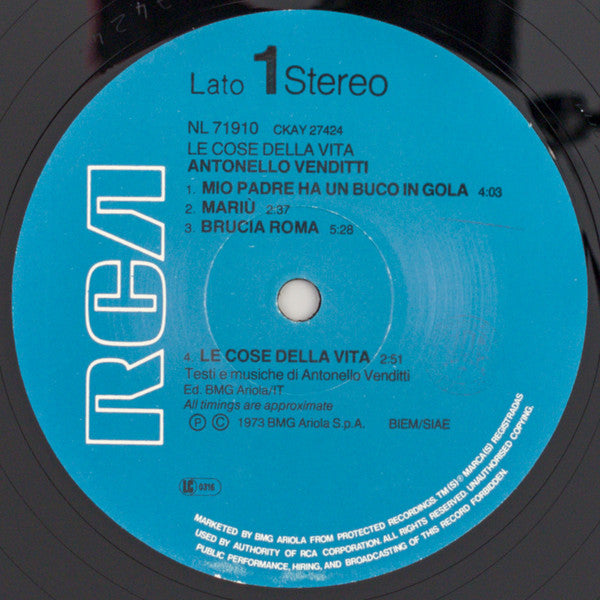 Lato 1 Stereo
NL 71910 CKAY 27424
LE COSE DELLA VITA
ANTONELLO VENDITTI
1. MIO PADRE HA UN BUCO IN GOLA 4:03
2. MARIÙ 2:37
3. BRUCIA ROMA 5:28
RCA
4. LE COSE DELLA VITA 2:51
Testi e musiche di Antonello Venditti
Ed. BMG Ariola/IT
All timings are approximate
Ⓟ Ⓒ 1973 BMG Ariola S.p.A. BIEM/SIAE
LC 0316
MARKETED BY BMG ARIOLA FROM PROTECTED RECORDINGS. TM(S)® MARCA(S) REGISTRADAS
USED BY AUTHORITY OF RCA CORPORATION. ALL RIGHTS RESERVED. UNAUTHORISED COPYING,
PUBLIC PERFORMANCE, HIRING, AND BROADCASTING OF THIS RECORD FORBIDDEN.